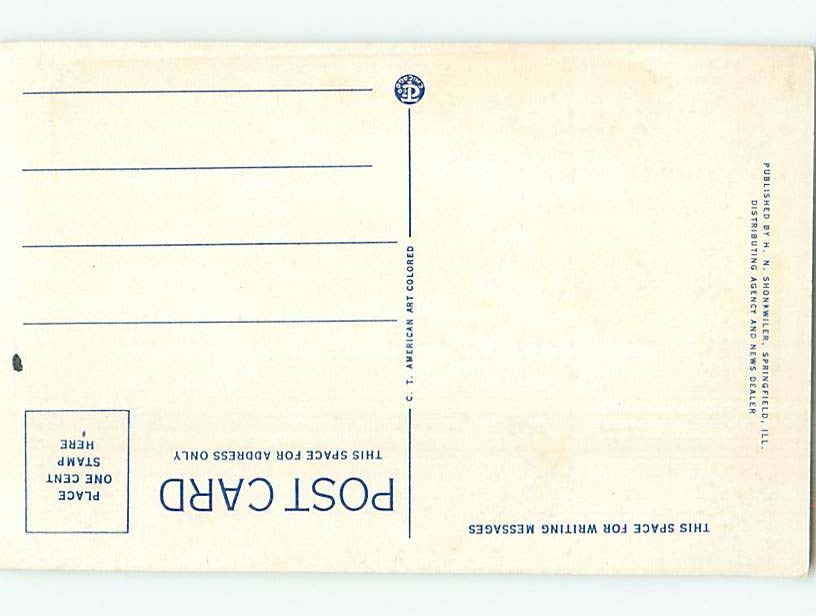 THIS SPACE FOR WRITING MESSAGES
POST CARD
THIS SPACE FOR ADDRESS ONLY
PLACE
ONE CENT
STAMP
HERE
C. T. AMERICAN ART COLORED
PUBLISHED BY H. N. SHONKWILER, SPRINGFIELD, ILL.
DISTRIBUTING AGENCY AND NEWS DEALER